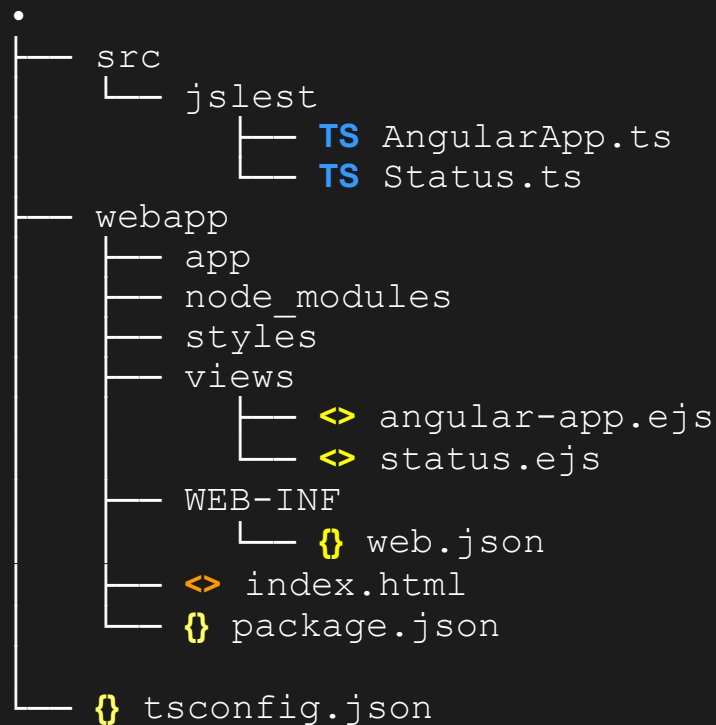 .
├── src
│   └── jslest
│       ├── TS AngularApp.ts
│       └── TS Status.ts
├── webapp
│   ├── app
│   ├── node_modules
│   ├── styles
│   ├── views
│   │   ├── <> angular-app.ejs
│   │   └── <> status.ejs
│   ├── WEB-INF
│   │   └── {} web.json
│   ├── <> index.html
│   └── {} package.json
└── {} tsconfig.json